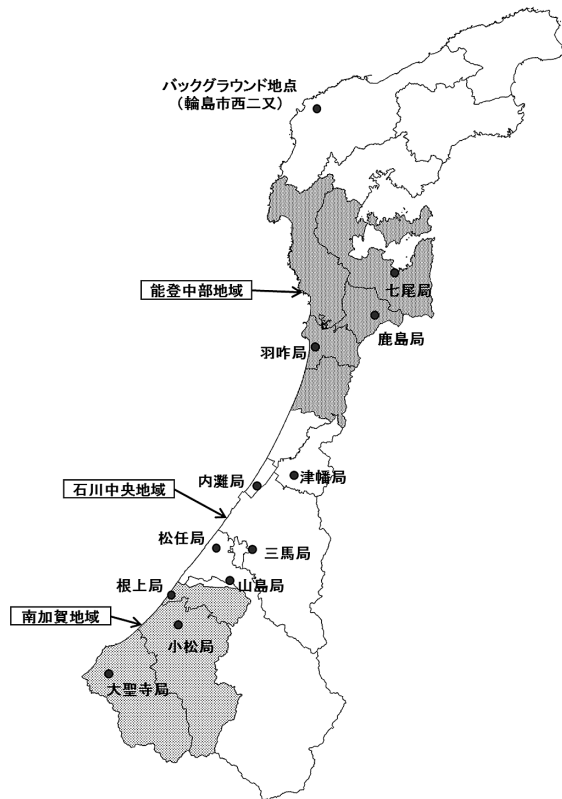 バックグラウンド地点
（輪島市西二又）
七尾局
能登中部地域
鹿島局
羽咋局
津幡局
内灘局
石川中央地域
松任局
三馬局
山島局
根上局
南加賀地域
小松局
大聖寺局